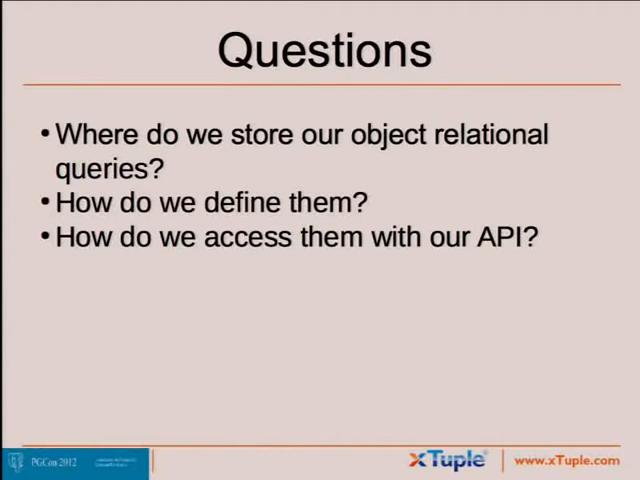 Questions
•Where do we store our object relational
queries?
•How do we define them?
•How do we access them with our API?
PGCon 2012
xTuple
www.xTuple.com